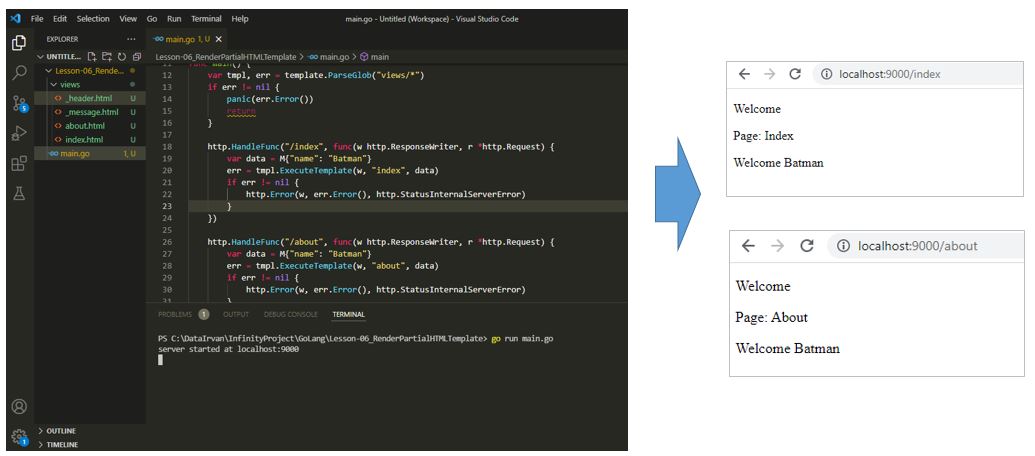 File Edit Selection View Go Run Terminal Help main.go - Untitled (Workspace) - Visual Studio Code
EXPLORER ...
UNTITLE...
Lesson-06_Rende...
views
<> _header.html U
<> _message.html U
<> about.html U
<> index.html U
main.go 1, U
OUTLINE
TIMELINE
5
1
main.go 1, U ×
Lesson-06_RenderPartialHTMLTemplate > main.go > main
11 func main() {
12 var tmpl, err = template.ParseGlob("views/*")
13 if err != nil {
14 panic(err.Error())
15 return
16 }
17
18 http.HandleFunc("/index", func(w http.ResponseWriter, r *http.Request) {
19 var data = M{"name": "Batman"}
20 err = tmpl.ExecuteTemplate(w, "index", data)
21 if err != nil {
22 http.Error(w, err.Error(), http.StatusInternalServerError)
23 }
24 })
25
26 http.HandleFunc("/about", func(w http.ResponseWriter, r *http.Request) {
27 var data = M{"name": "Batman"}
28 err = tmpl.ExecuteTemplate(w, "about", data)
29 if err != nil {
30 http.Error(w, err.Error(), http.StatusInternalServerError)
31 }
PROBLEMS 1 OUTPUT DEBUG CONSOLE TERMINAL
PS C:\DataIrvan\InfinityProject\GoLang\Lesson-06_RenderPartialHTMLTemplate> go run main.go
server started at localhost:9000
localhost:9000/index
Welcome
Page: Index
Welcome Batman
localhost:9000/about
Welcome
Page: About
Welcome Batman